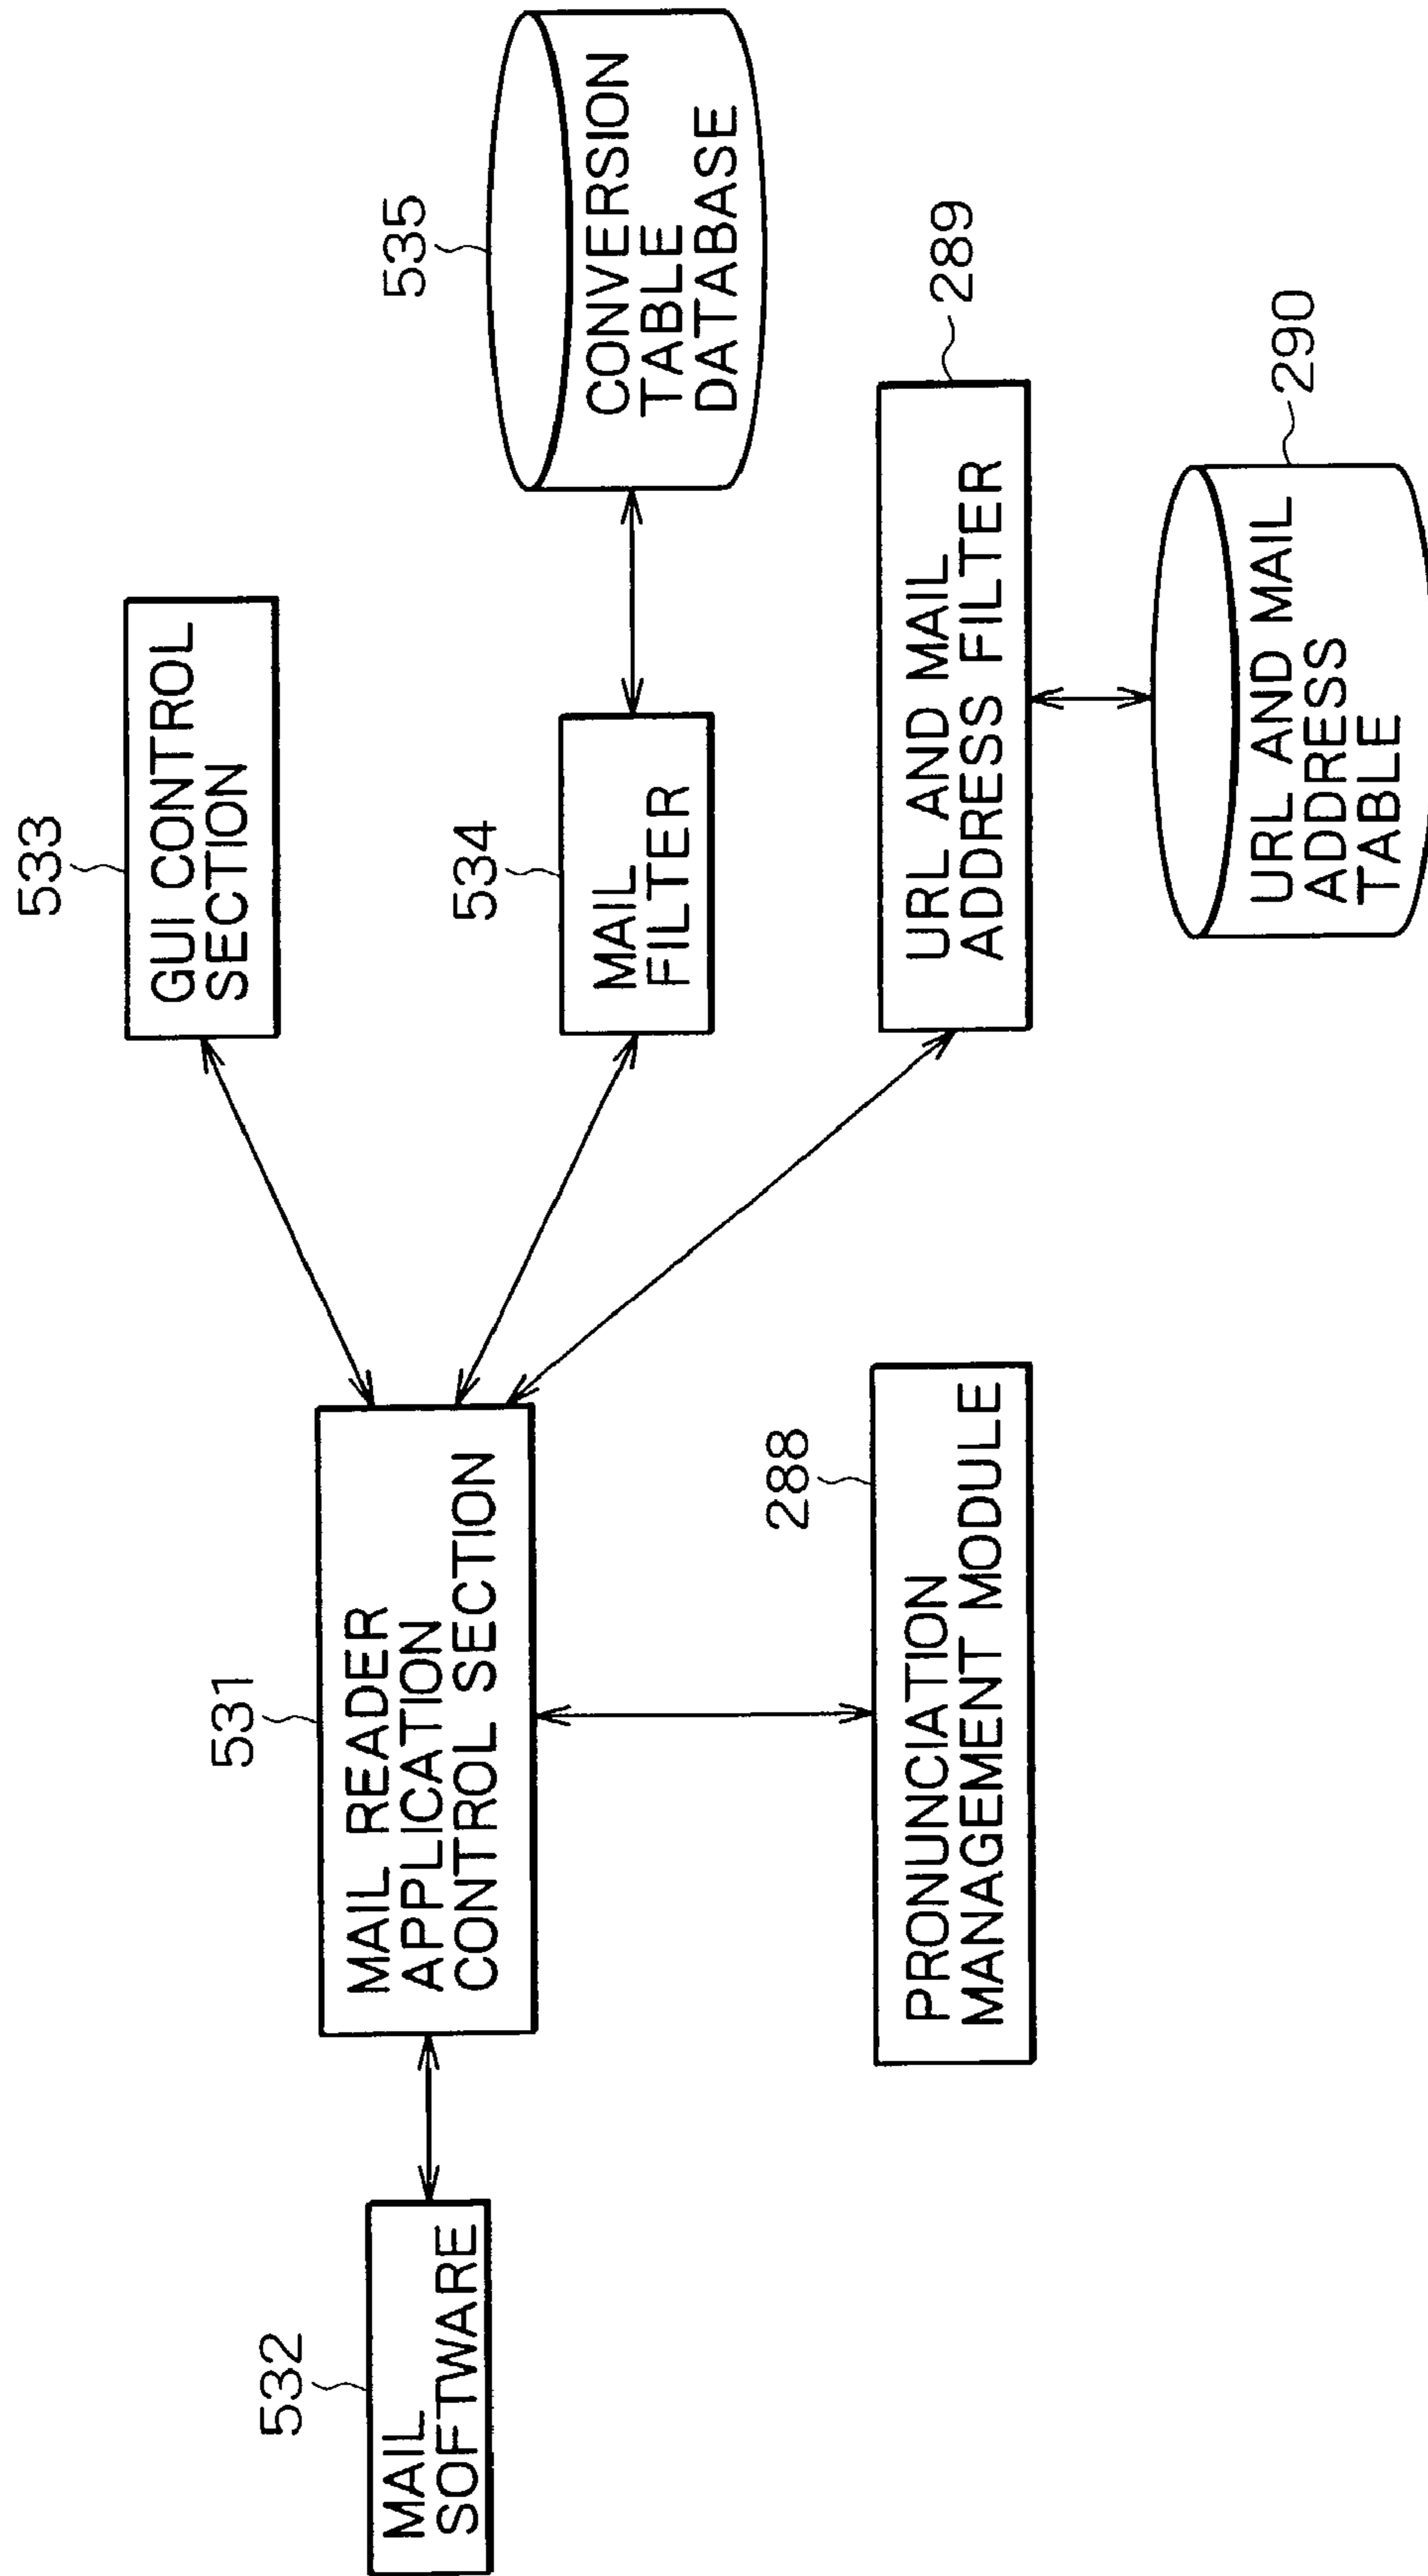 532
MAIL
SOFTWARE
531
MAIL READER
APPLICATION
CONTROL SECTION
288
PRONUNCIATION
MANAGEMENT MODULE
533
GUI CONTROL
SECTION
534
MAIL
FILTER
535
CONVERSION
TABLE
DATABASE
289
URL AND MAIL
ADDRESS FILTER
290
URL AND MAIL
ADDRESS
TABLE